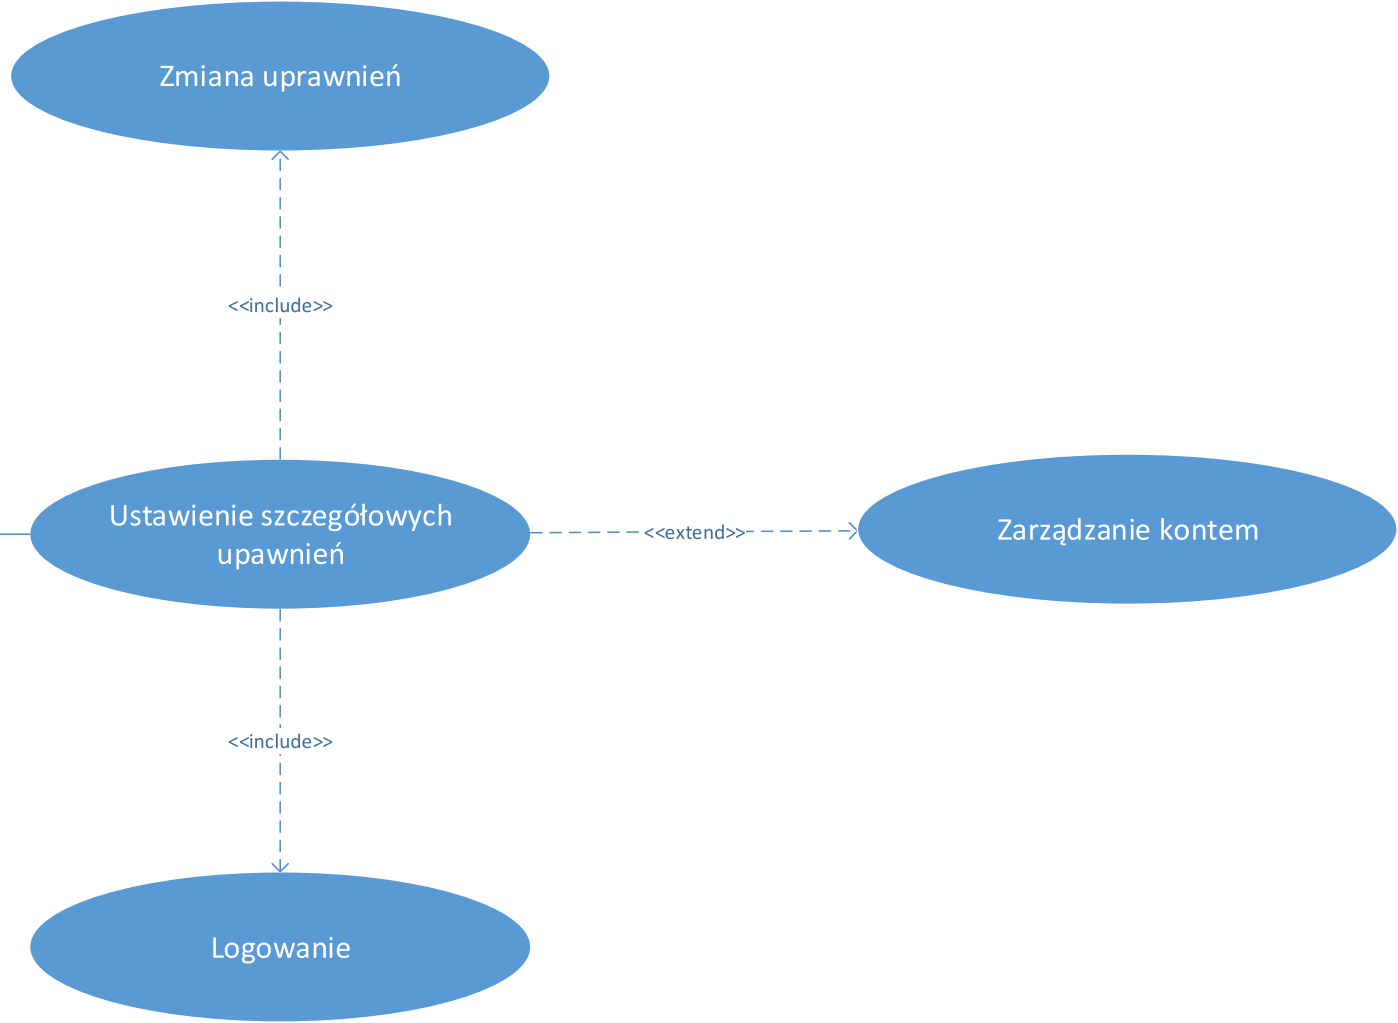 Zmiana uprawnień
<<include>>
Ustawienie szczegółowych
upawnień
<<extend>>
Zarządzanie kontem
<<include>>
Logowanie